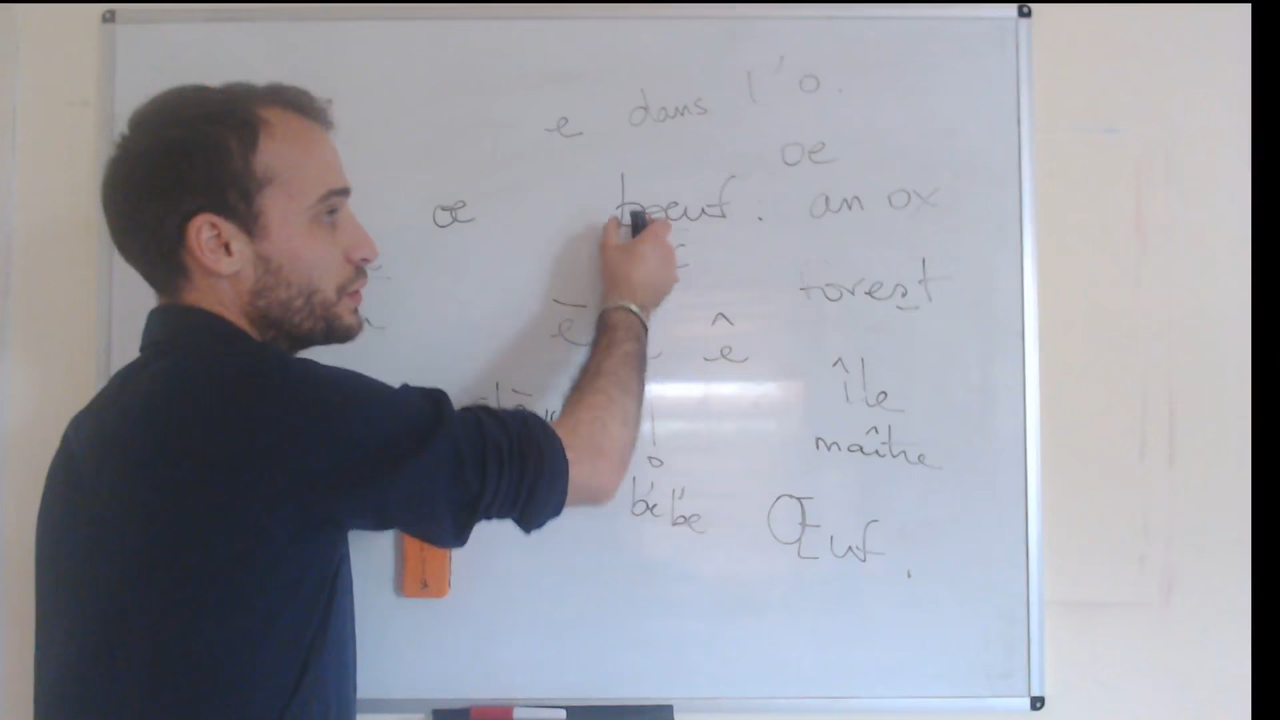 e dans l'o.
oe
œ bœuf : an ox
forest
ē ê
île
maître
bébé
Œuf.